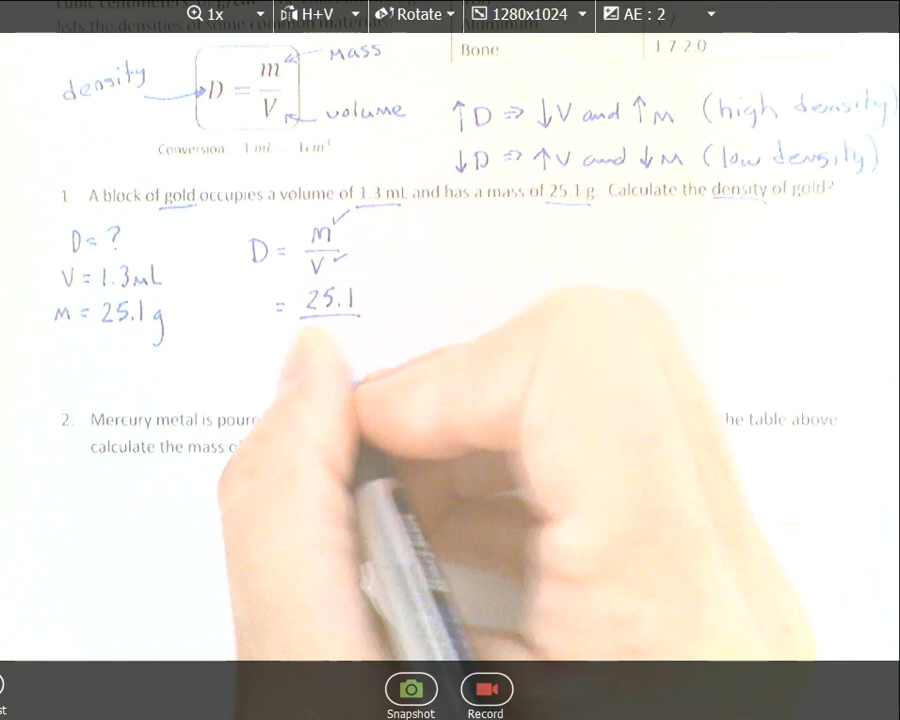 1x H+V Rotate 1280x1024 AE : 2
lists the densities of some common materials.
Aluminum
Bone 1720
density D = m/V Mass
volume
Conversion 1 ml = 1cm³
↑D ⇒ ↓V and ↑M (high density)
↓D ⇒ ↑V and ↓M (low density)
1. A block of gold occupies a volume of 1.3 mL and has a mass of 25.1 g. Calculate the density of gold?
D = ?
V = 1.3mL
M = 25.1g
D = M/V
= 25.1
2. Mercury metal is poure he table above
calculate the mass o
Snapshot
Record